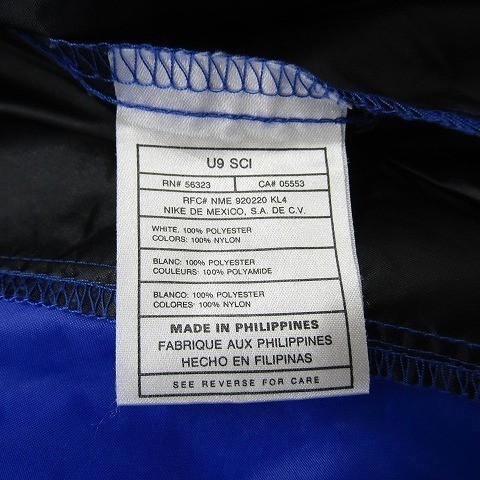 U9 SCI
RN# 56323 CA# 05553
RFC# NME 920220 KL4
NIKE DE MEXICO, S.A. DE C.V.
WHITE: 100% POLYESTER
COLORS: 100% NYLON
BLANC: 100% POLYESTER
COULEURS: 100% POLYAMIDE
BLANCO: 100% POLYESTER
COLORES: 100% NYLON
MADE IN PHILIPPINES
FABRIQUE AUX PHILIPPINES
HECHO EN FILIPINAS
SEE REVERSE FOR CARE